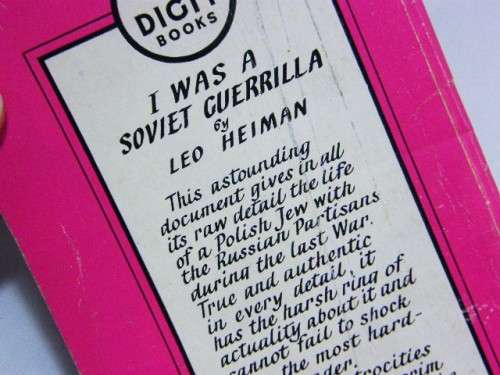 DIGIT
BOOKS
I WAS A
SOVIET GUERRILLA
by
LEO HEIMAN
This astounding
document gives in all
its raw detail the life
of a Polish Jew with
the Russian Partisans
during the last War.
True and authentic
in every detail, it
has the harsh ring of
actuality about it and
cannot fail to shock
the most hard-